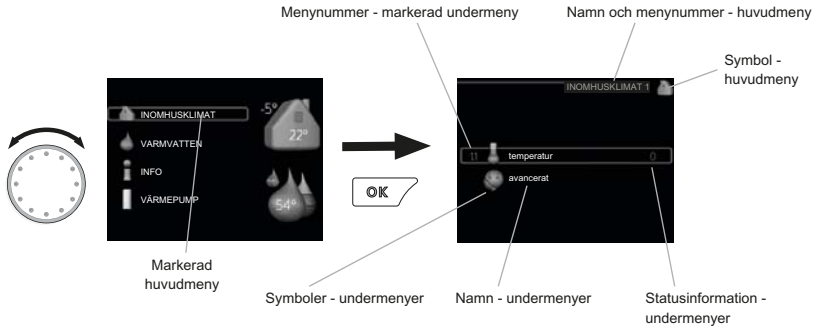 Menynummer - markerad undermeny
Namn och menynummer - huvudmeny
Symbol -
huvudmeny
INOMHUSKLIMAT
VARMVATTEN
INFO
VÄRMEPUMP
-5°
22°
54°
OK
INOMHUSKLIMAT 1
1.1 temperatur 0
avancerat
Markerad
huvudmeny
Symboler - undermenyer
Namn - undermenyer
Statusinformation -
undermenyer